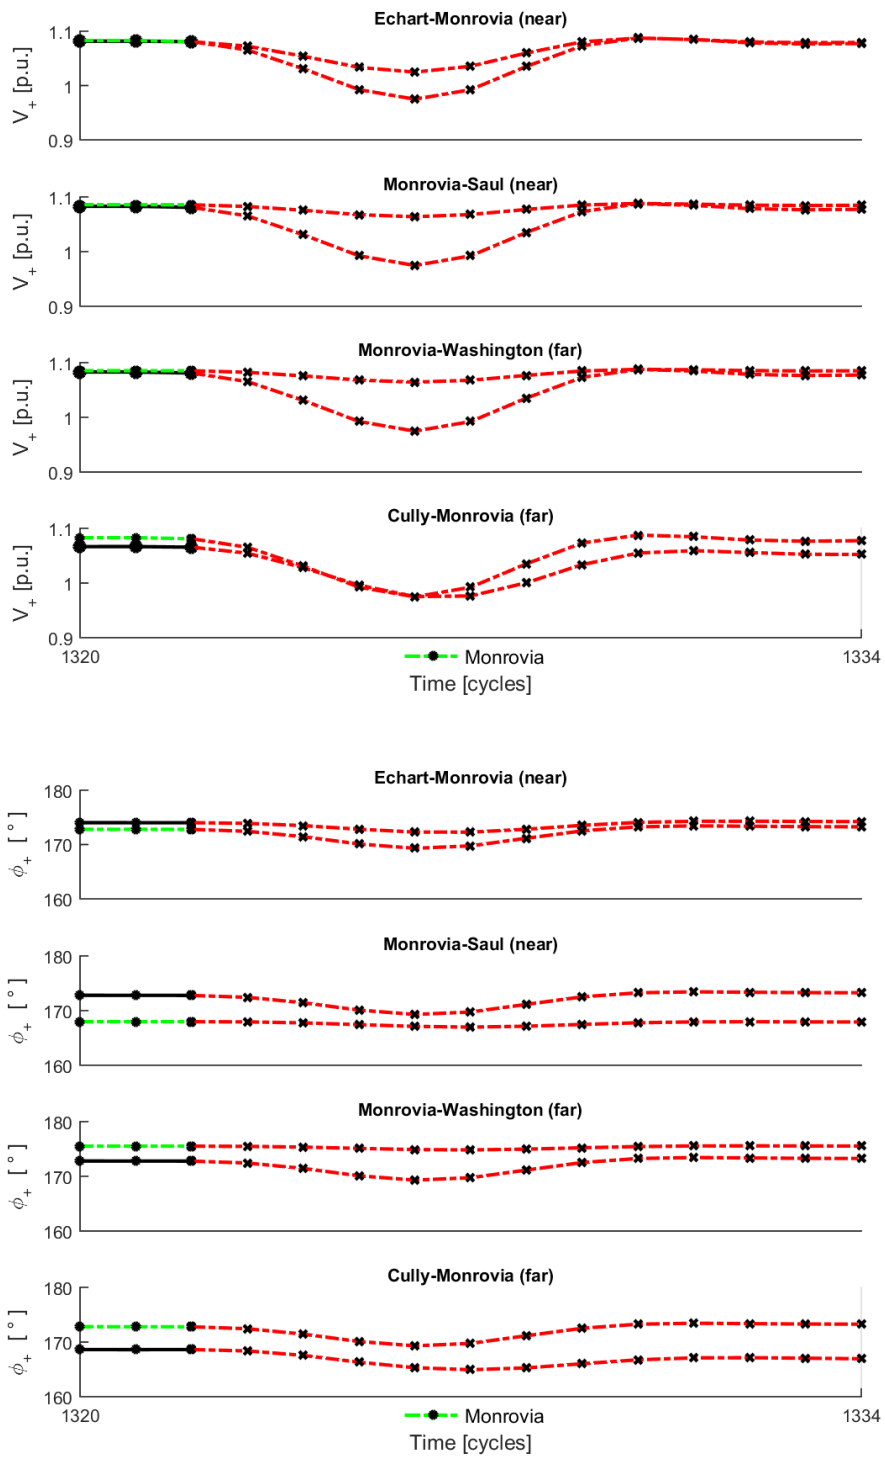 Echart-Monrovia (near)
1.1
1
0.9
V+ [p.u.]
Monrovia-Saul (near)
1.1
1
0.9
V+ [p.u.]
Monrovia-Washington (far)
1.1
1
0.9
V+ [p.u.]
Cully-Monrovia (far)
1.1
1
0.9
V+ [p.u.]
1320
1334
Monrovia
Time [cycles]
Echart-Monrovia (near)
180
170
160
ϕ+ [°]
Monrovia-Saul (near)
180
170
160
ϕ+ [°]
Monrovia-Washington (far)
180
170
160
ϕ+ [°]
Cully-Monrovia (far)
180
170
160
ϕ+ [°]
1320
1334
Monrovia
Time [cycles]